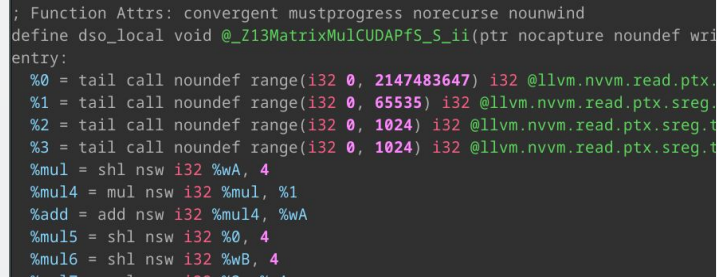 ; Function Attrs: convergent mustprogress norecurse nounwind
define dso_local void @_Z13MatrixMulCUDAPfS_S_ii(ptr nocapture noundef wri
entry:
%0 = tail call noundef range(i32 0, 2147483647) i32 @llvm.nvvm.read.ptx.
%1 = tail call noundef range(i32 0, 65535) i32 @llvm.nvvm.read.ptx.sreg.
%2 = tail call noundef range(i32 0, 1024) i32 @llvm.nvvm.read.ptx.sreg.t
%3 = tail call noundef range(i32 0, 1024) i32 @llvm.nvvm.read.ptx.sreg.t
%mul = shl nsw i32 %wA, 4
%mul4 = mul nsw i32 %mul, %1
%add = add nsw i32 %mul4, %wA
%mul5 = shl nsw i32 %0, 4
%mul6 = shl nsw i32 %wB, 4